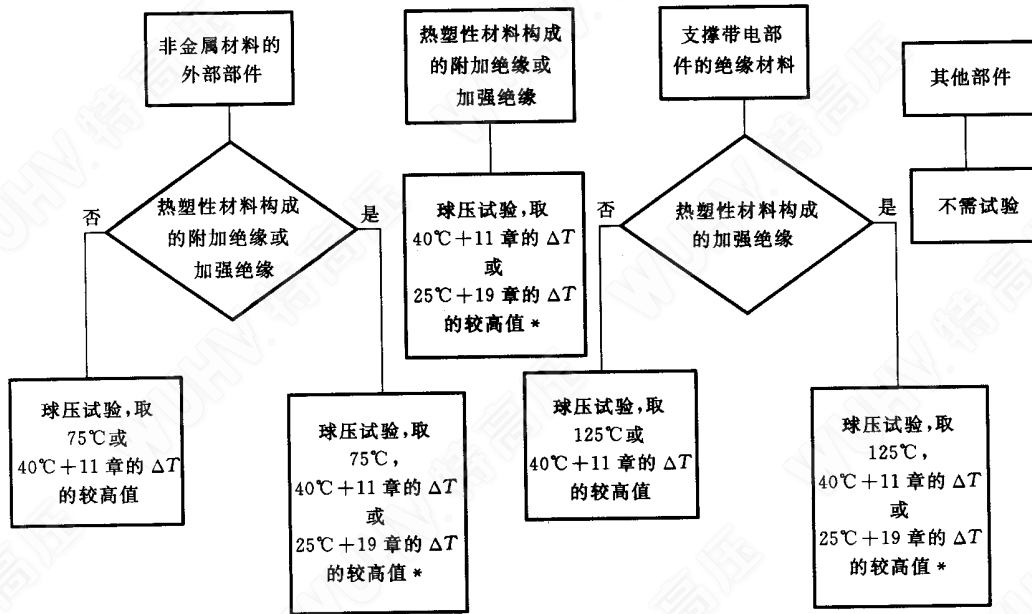 非金属材料的
外部部件
热塑性材料构成
的附加绝缘或
加强绝缘
否
是
球压试验,取
75℃或
40℃+11章的ΔT
的较高值
球压试验,取
75℃,
40℃+11章的ΔT
或
25℃+19章的ΔT
的较高值*
热塑性材料构成
的附加绝缘或
加强绝缘
球压试验,取
40℃+11章的ΔT
或
25℃+19章的ΔT
的较高值*
支撑带电部
件的绝缘材料
热塑性材料构成
的加强绝缘
否
是
球压试验,取
125℃或
40℃+11章的ΔT
的较高值
球压试验,取
125℃,
40℃+11章的ΔT
或
25℃+19章的ΔT
的较高值*
其他部件
不需试验